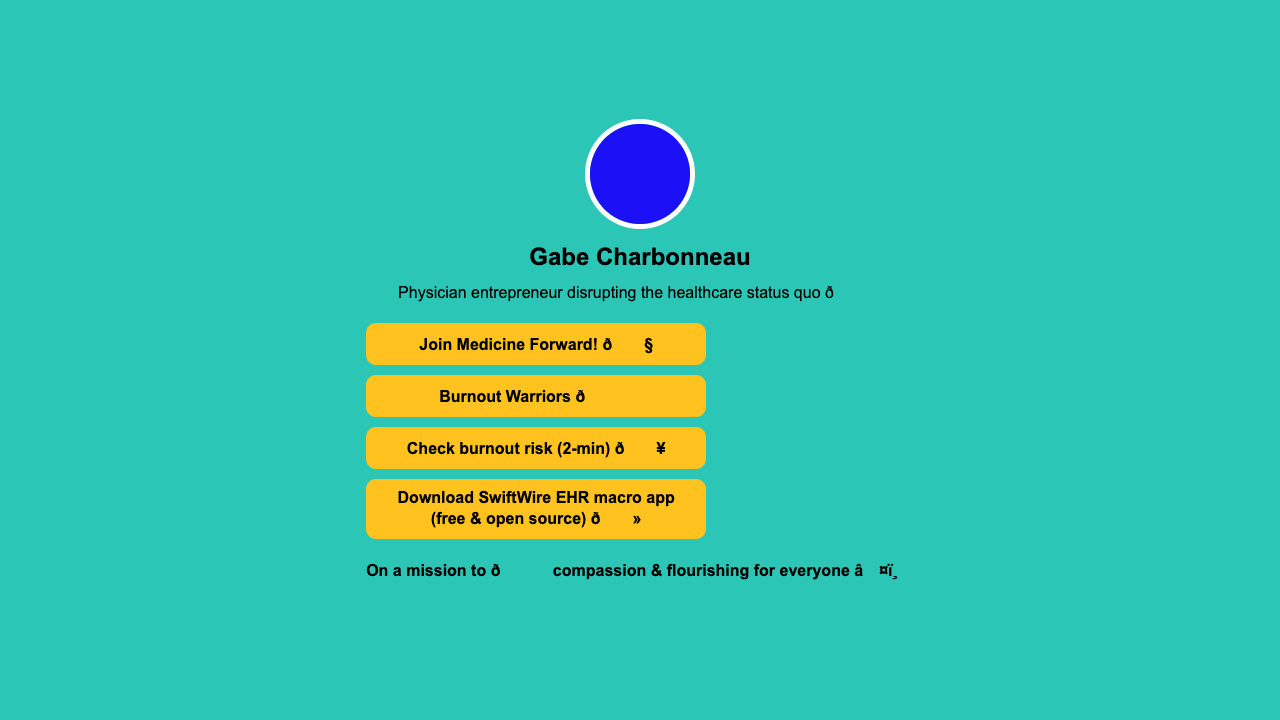 Gabe Charbonneau
Physician entrepreneur disrupting the healthcare status quo ð
Join Medicine Forward! ð §
Burnout Warriors ð
Check burnout risk (2-min) ð ¥
Download SwiftWire EHR macro app
(free & open source) ð »
On a mission to ð compassion & flourishing for everyone â ¤ï¸